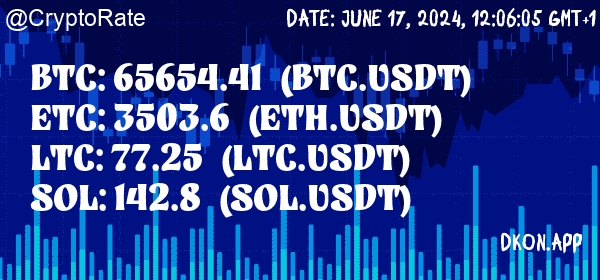 @CryptoRate
DATE: JUNE 17, 2024, 12:06:05 GMT+1
BTC: 65654.41 (BTC.USDT)
ETC: 3503.6 (ETH.USDT)
LTC: 77.25 (LTC.USDT)
SOL: 142.8 (SOL.USDT)
DKON.APP